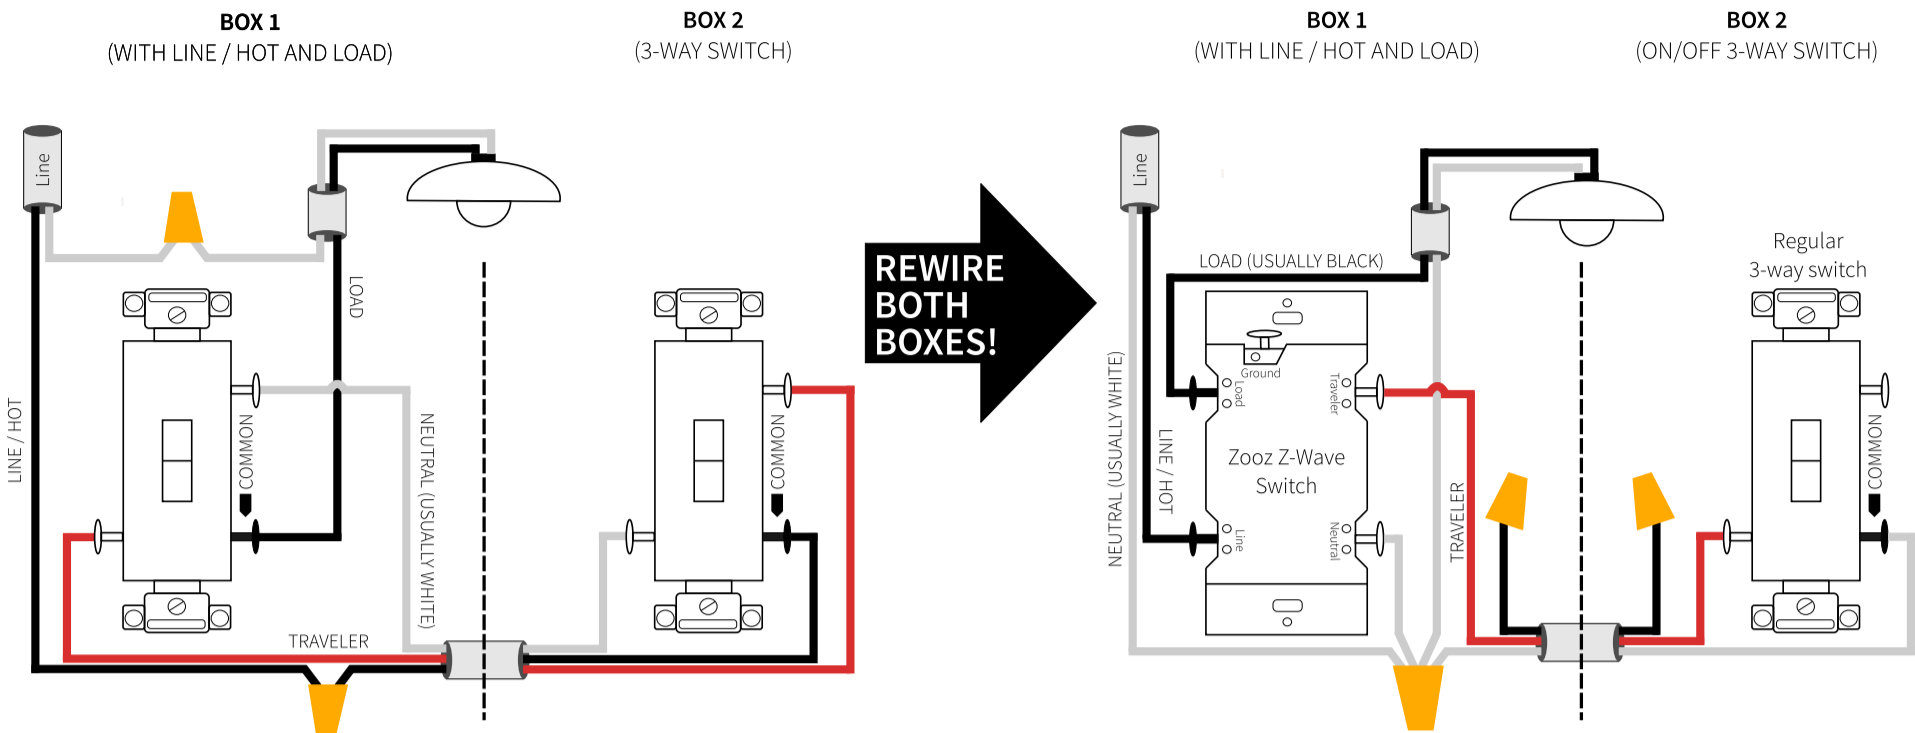 BOX 1
(WITH LINE / HOT AND LOAD)
BOX 2
(3-WAY SWITCH)
Line
LOAD
LINE / HOT
COMMON
NEUTRAL (USUALLY WHITE)
COMMON
TRAVELER
REWIRE
BOTH
BOXES!
BOX 1
(WITH LINE / HOT AND LOAD)
BOX 2
(ON/OFF 3-WAY SWITCH)
Line
LOAD (USUALLY BLACK)
Regular
3-way switch
NEUTRAL (USUALLY WHITE)
LINE / HOT
Ground
Load
Traveler
Zooz Z-Wave
Switch
Line
Neutral
TRAVELER
COMMON